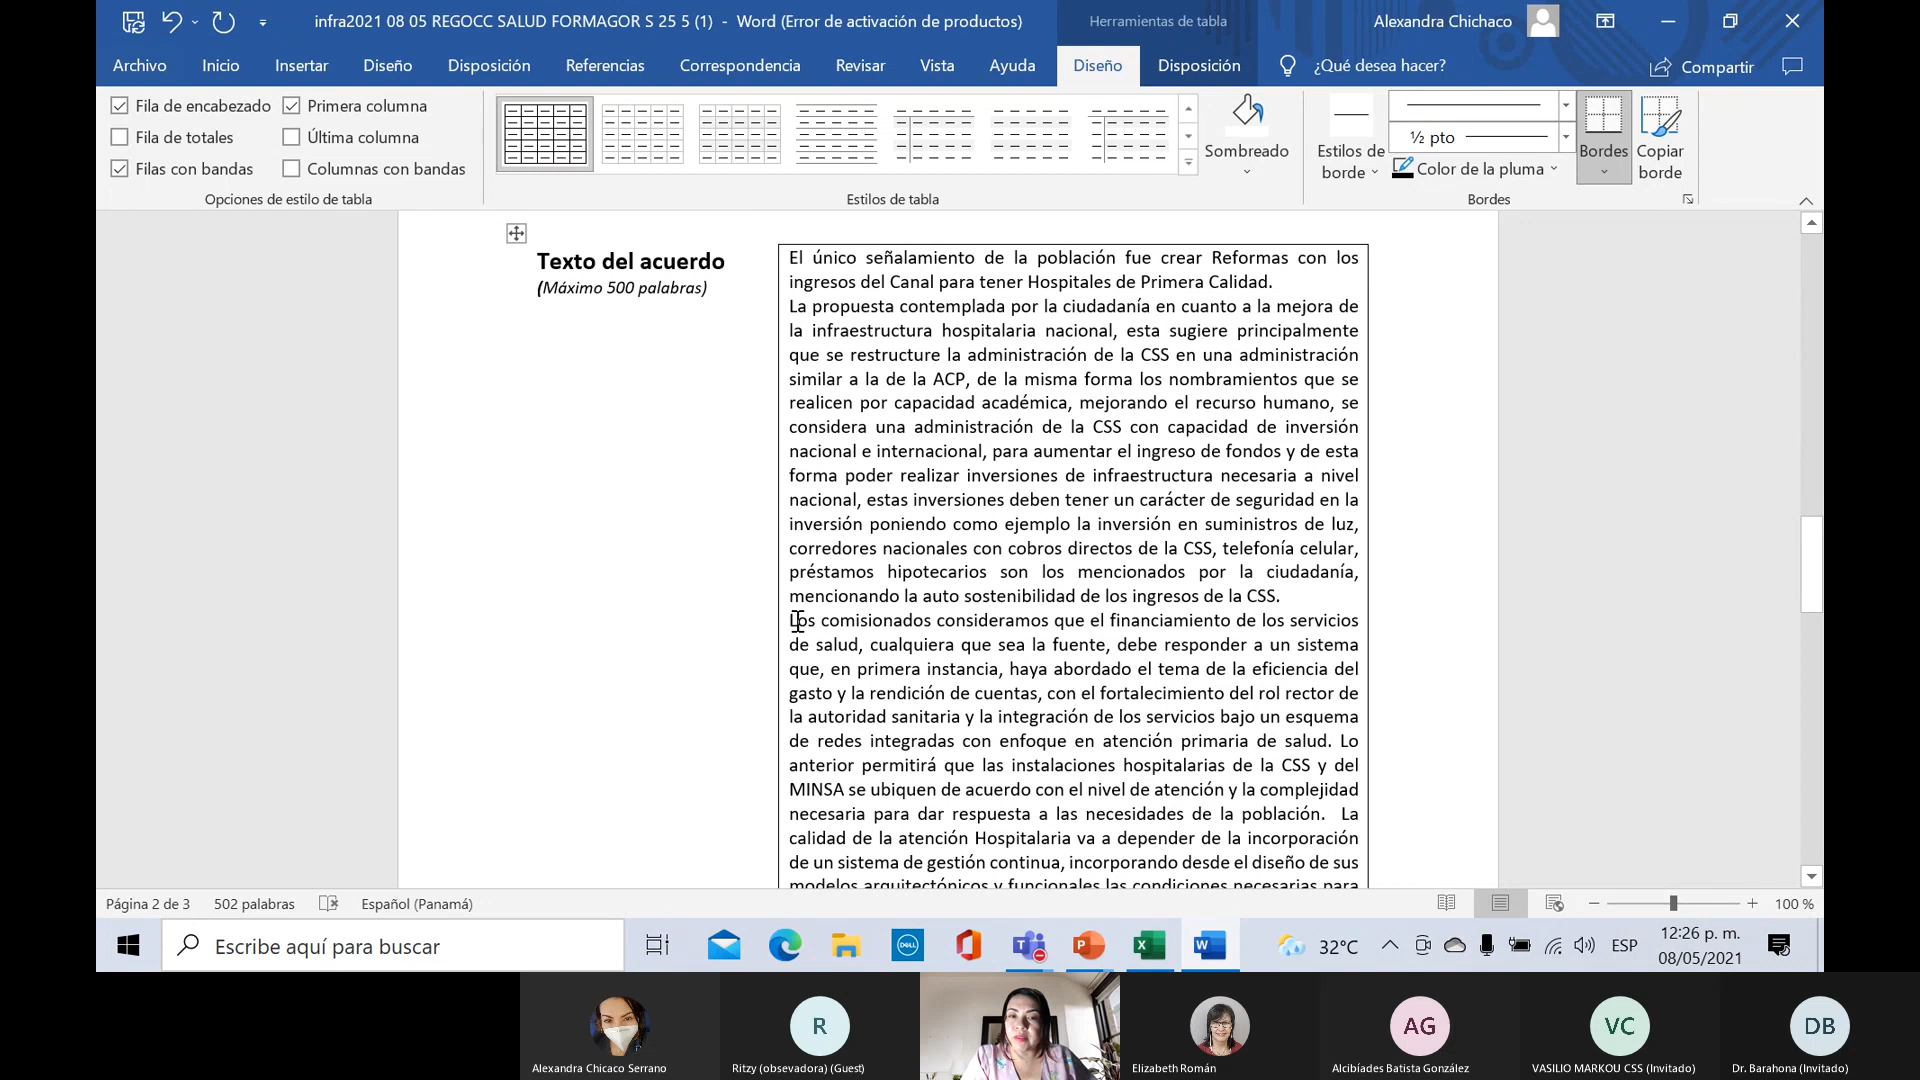 infra2021 08 05 REGOCC SALUD FORMAGOR S 25 5 (1) - Word (Error de activación de productos)
Herramientas de tabla
Alexandra Chichaco
Archivo Inicio Insertar Diseño Disposición Referencias Correspondencia Revisar Vista Ayuda Diseño Disposición ¿Qué desea hacer? Compartir
Fila de encabezado Primera columna
Fila de totales Última columna
Filas con bandas Columnas con bandas
Opciones de estilo de tabla
Estilos de tabla
Sombreado
Estilos de borde
½ pto
Color de la pluma
Bordes
Copiar borde
Bordes
Texto del acuerdo
(Máximo 500 palabras)
El único señalamiento de la población fue crear Reformas con los
ingresos del Canal para tener Hospitales de Primera Calidad.
La propuesta contemplada por la ciudadanía en cuanto a la mejora de
la infraestructura hospitalaria nacional, esta sugiere principalmente
que se restructure la administración de la CSS en una administración
similar a la de la ACP, de la misma forma los nombramientos que se
realicen por capacidad académica, mejorando el recurso humano, se
considera una administración de la CSS con capacidad de inversión
nacional e internacional, para aumentar el ingreso de fondos y de esta
forma poder realizar inversiones de infraestructura necesaria a nivel
nacional, estas inversiones deben tener un carácter de seguridad en la
inversión poniendo como ejemplo la inversión en suministros de luz,
corredores nacionales con cobros directos de la CSS, telefonía celular,
préstamos hipotecarios son los mencionados por la ciudadanía,
mencionando la auto sostenibilidad de los ingresos de la CSS.
Los comisionados consideramos que el financiamiento de los servicios
de salud, cualquiera que sea la fuente, debe responder a un sistema
que, en primera instancia, haya abordado el tema de la eficiencia del
gasto y la rendición de cuentas, con el fortalecimiento del rol rector de
la autoridad sanitaria y la integración de los servicios bajo un esquema
de redes integradas con enfoque en atención primaria de salud. Lo
anterior permitirá que las instalaciones hospitalarias de la CSS y del
MINSA se ubiquen de acuerdo con el nivel de atención y la complejidad
necesaria para dar respuesta a las necesidades de la población. La
calidad de la atención Hospitalaria va a depender de la incorporación
de un sistema de gestión continua, incorporando desde el diseño de sus
modelos arquitectónicos y funcionales las condiciones necesarias para
Página 2 de 3 502 palabras Español (Panamá) 100 %
Escribe aquí para buscar
DELL
32°C
ESP
12:26 p. m.
08/05/2021
R
AG
VC
DB
Alexandra Chicaco Serrano
Ritzy (obsevadora) (Guest)
Elizabeth Román
Alcibíades Batista González
VASILIO MARKOU CSS (Invitado)
Dr. Barahona (Invitado)